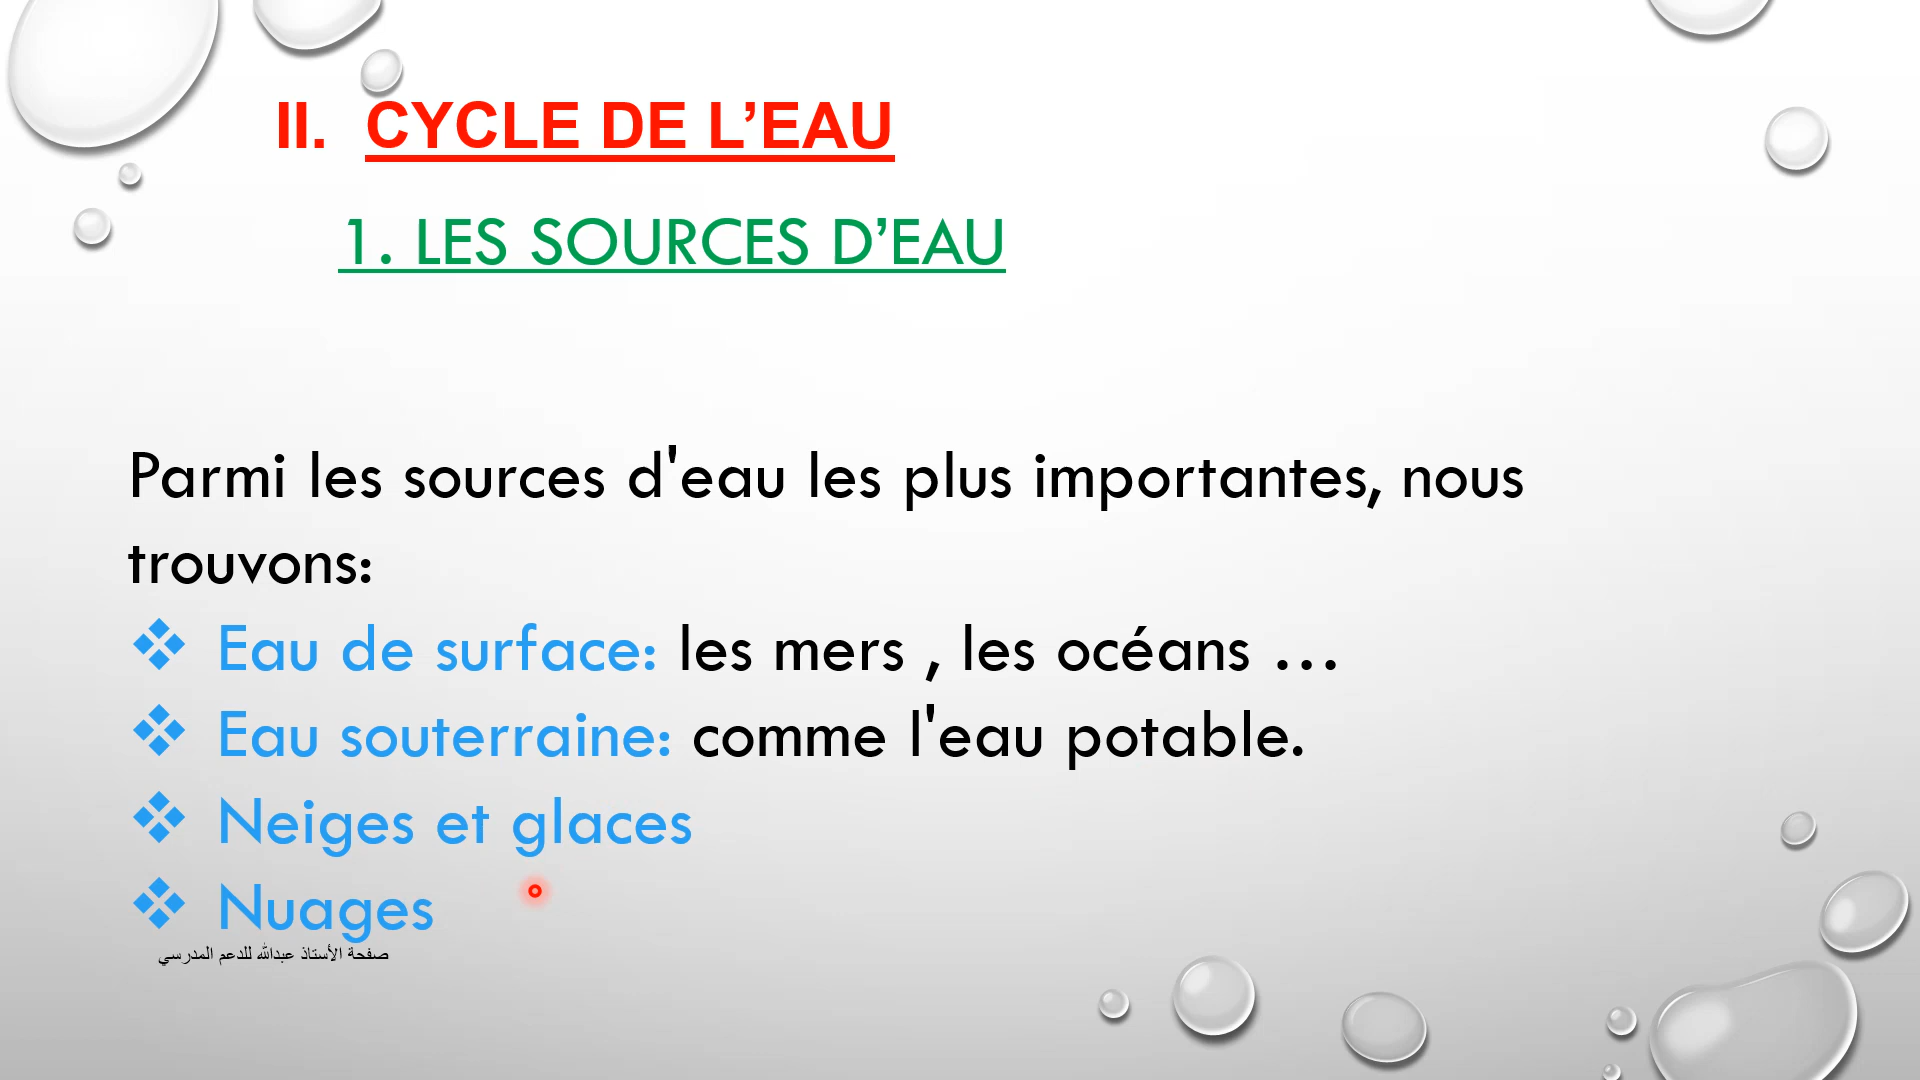 II. CYCLE DE L’EAU
1. LES SOURCES D’EAU
Parmi les sources d'eau les plus importantes, nous
trouvons:
❖ Eau de surface: les mers , les océans …
❖ Eau souterraine: comme l'eau potable.
❖ Neiges et glaces
❖ Nuages
صفحة الأستاذ عبدالله للدعم المدرسي